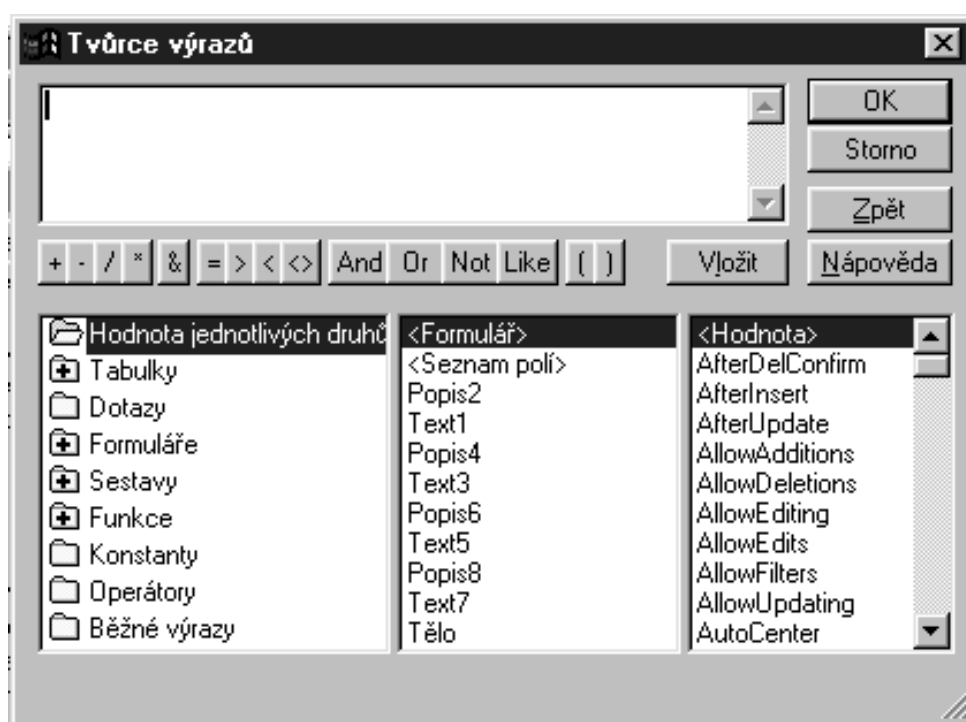 Tvůrce výrazů
OK
Storno
Zpět
+ - / * & = > < <> And Or Not Like ( ) Vložit Nápověda
Hodnota jednotlivých druhů
Tabulky
Dotazy
Formuláře
Sestavy
Funkce
Konstanty
Operátory
Běžné výrazy
<Formulář>
<Seznam polí>
Popis2
Text1
Popis4
Text3
Popis6
Text5
Popis8
Text7
Tělo
<Hodnota>
AfterDelConfirm
AfterInsert
AfterUpdate
AllowAdditions
AllowDeletions
AllowEditing
AllowEdits
AllowFilters
AllowUpdating
AutoCenter